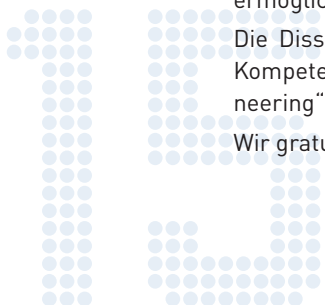 Die Diss
Kompete
neering“
Wir gratu